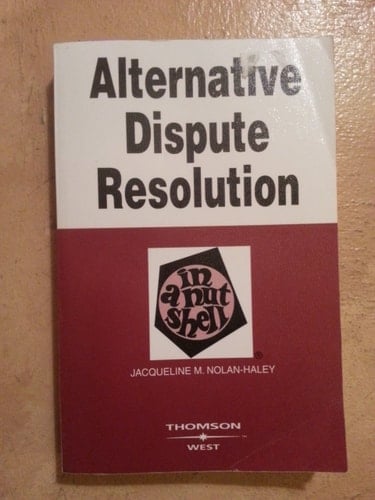 Alternative
Dispute
Resolution
in
a nut
shell
®
JACQUELINE M. NOLAN-HALEY
THOMSON
WEST